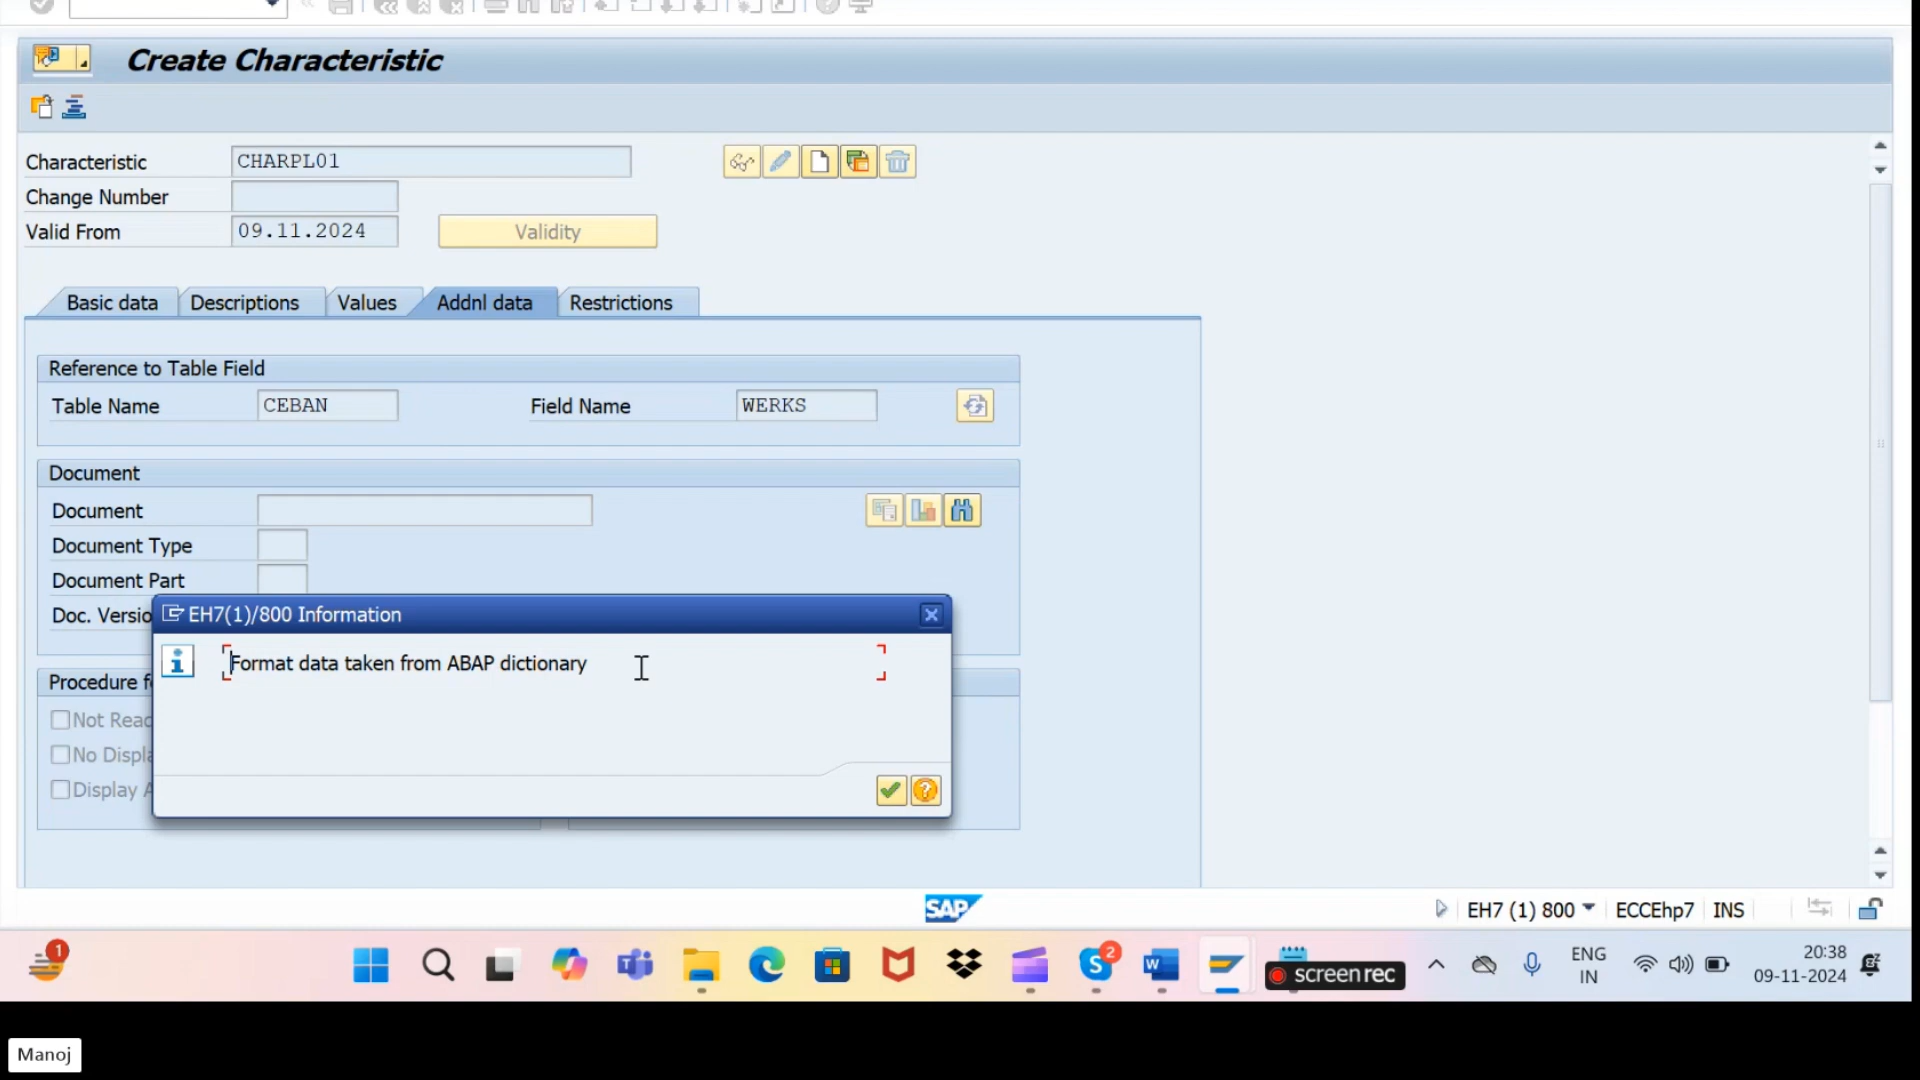 Create Characteristic
Characteristic CHARPL01
Change Number
Valid From 09.11.2024 Validity
Basic data Descriptions Values Addnl data Restrictions
Reference to Table Field
Table Name CEBAN Field Name WERKS
Document
Document
Document Type
Document Part
Doc. Versio
EH7(1)/800 Information
Format data taken from ABAP dictionary
Procedure f
Not Read
No Displa
Display A
SAP
EH7 (1) 800 ECCEhp7 INS
1
2
screenrec
ENG
IN
20:38
09-11-2024
Manoj